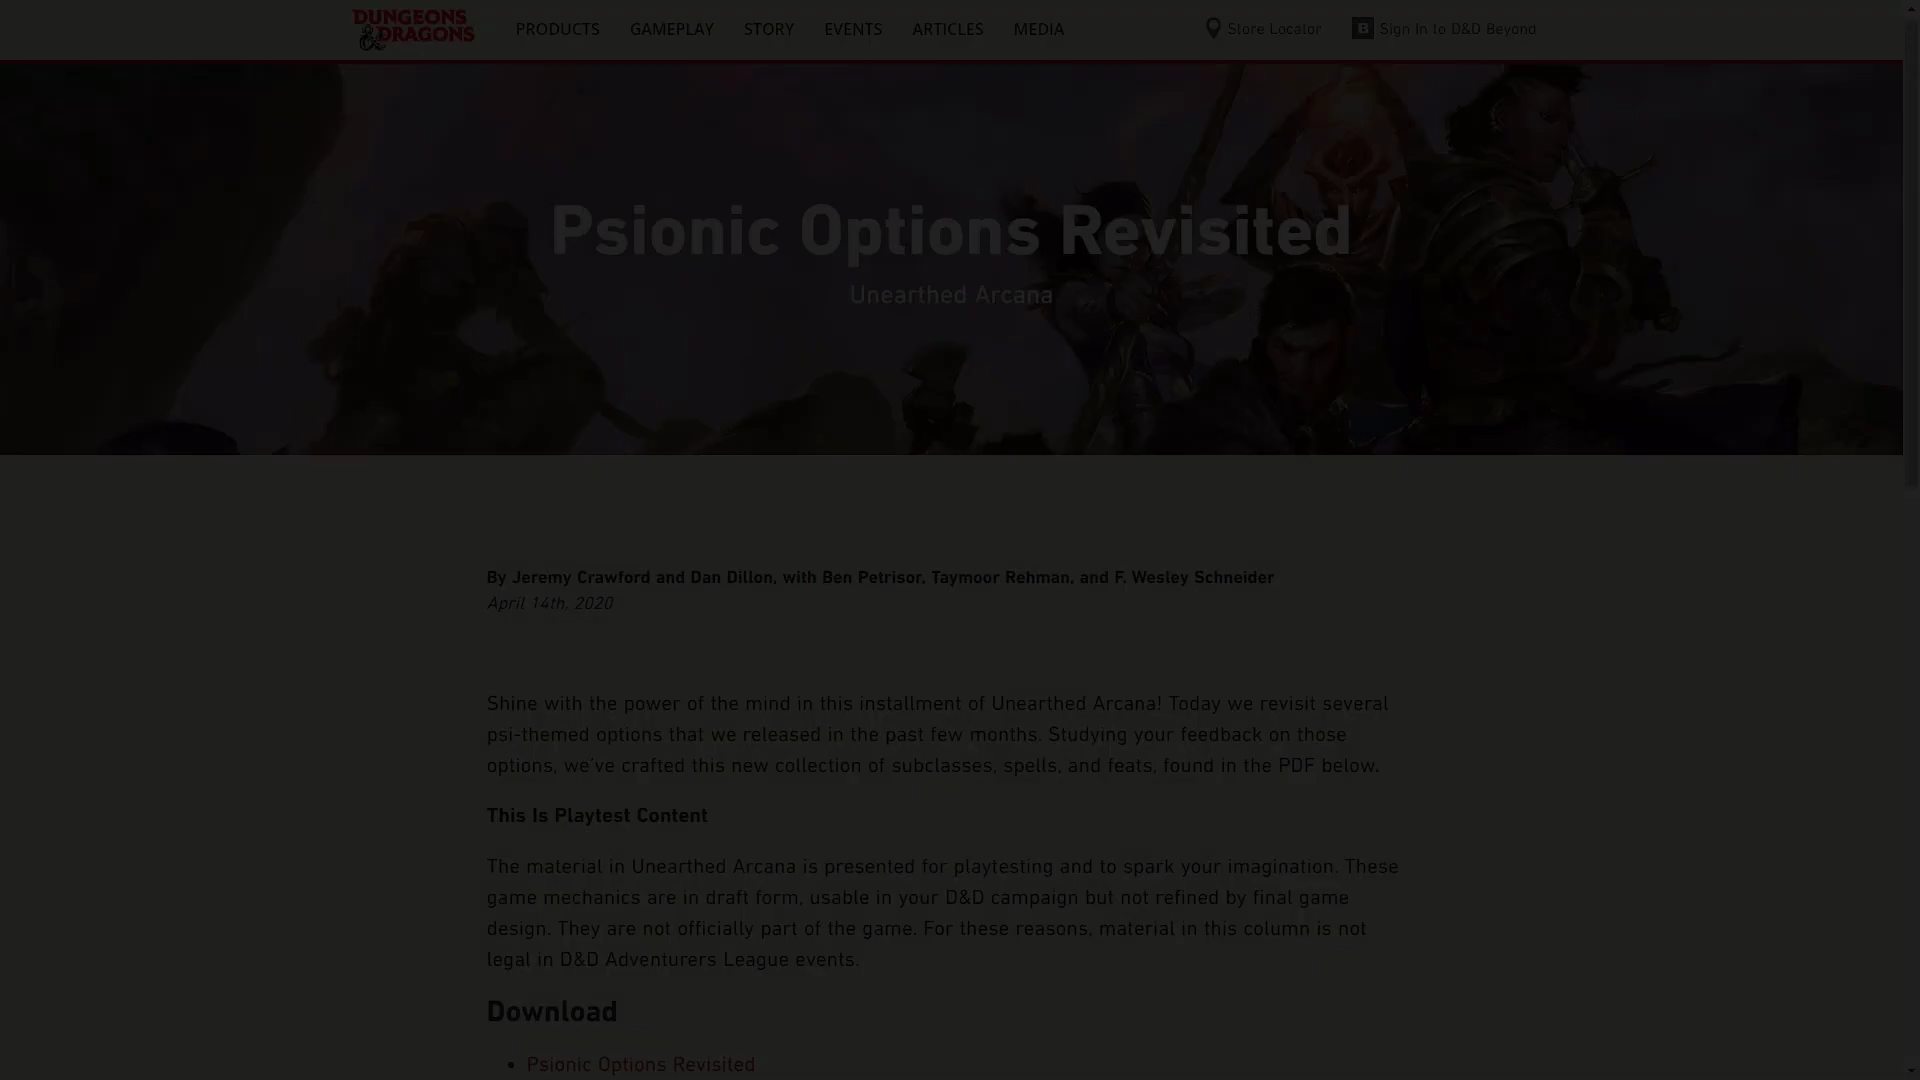 DUNGEONS
& DRAGONS
PRODUCTS GAMEPLAY STORY EVENTS ARTICLES MEDIA Store Locator B Sign In to D&D Beyond
Psionic Options Revisited
Unearthed Arcana
By Jeremy Crawford and Dan Dillon, with Ben Petrisor, Taymoor Rehman, and F. Wesley Schneider
April 14th, 2020
Shine with the power of the mind in this installment of Unearthed Arcana! Today we revisit several
psi-themed options that we released in the past few months. Studying your feedback on those
options, we've crafted this new collection of subclasses, spells, and feats, found in the PDF below.
This Is Playtest Content
The material in Unearthed Arcana is presented for playtesting and to spark your imagination. These
game mechanics are in draft form, usable in your D&D campaign but not refined by final game
design. They are not officially part of the game. For these reasons, material in this column is not
legal in D&D Adventurers League events.
Download
• Psionic Options Revisited